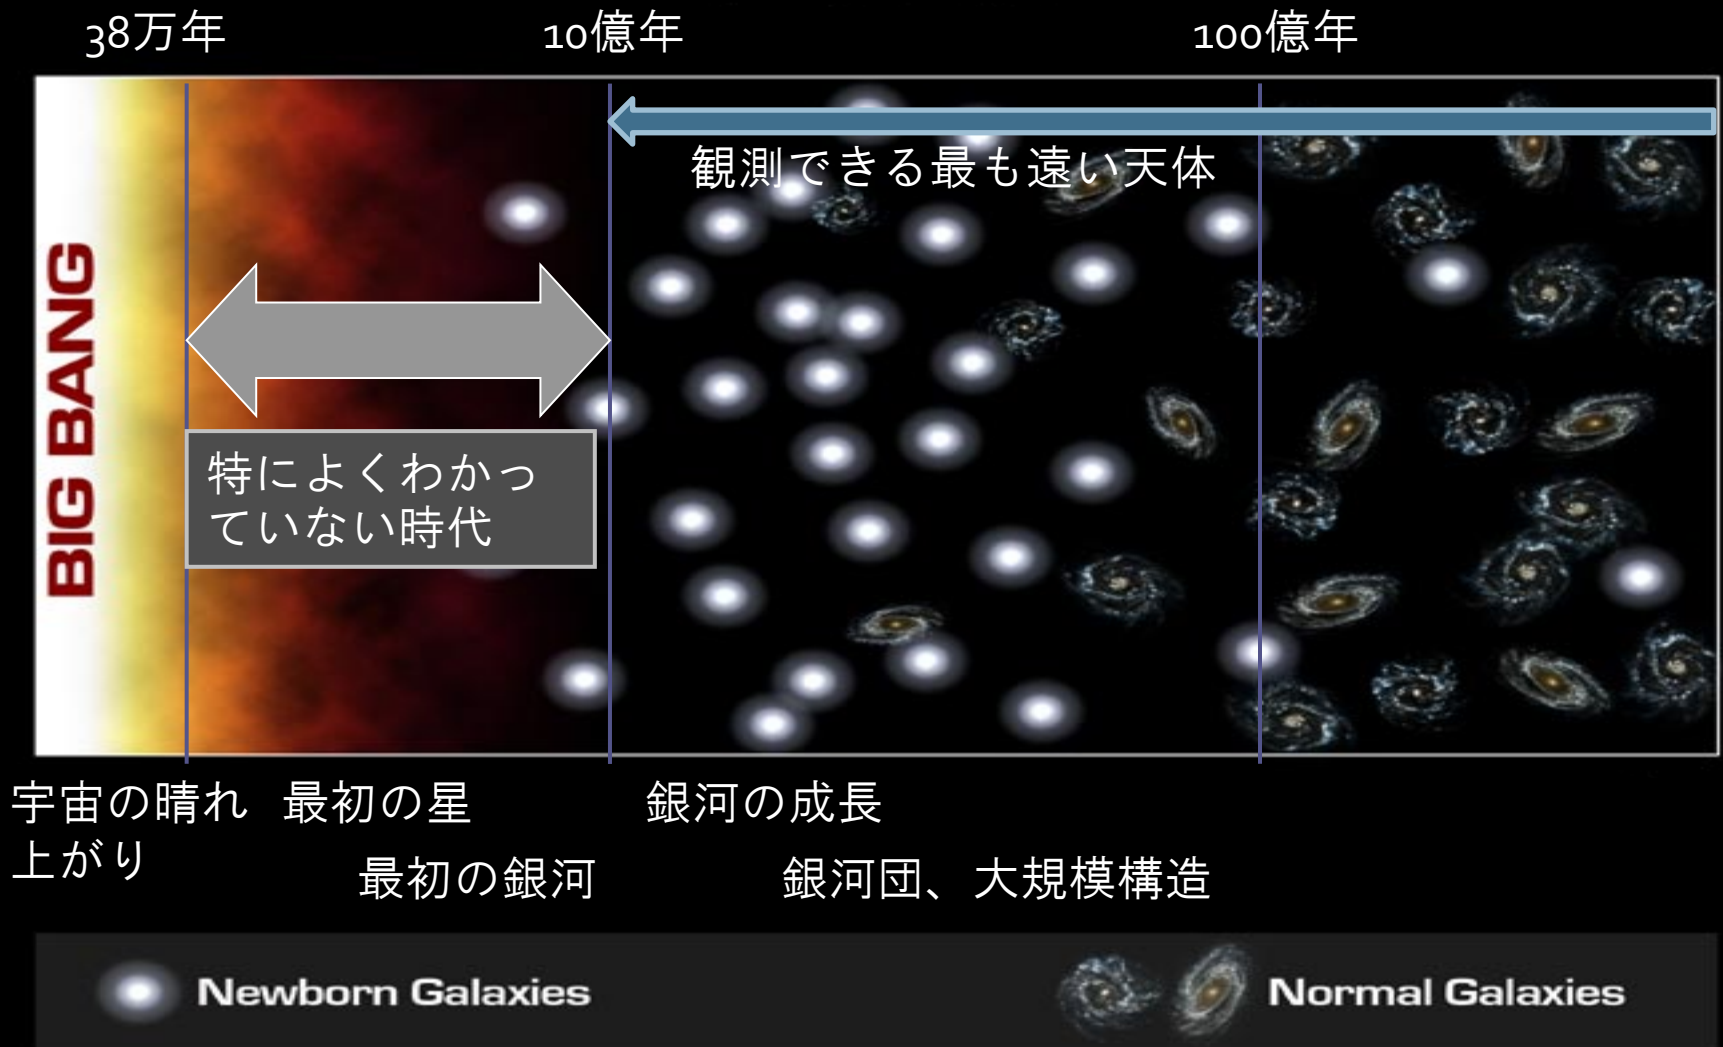 38万年
10億年
100億年
観測できる最も遠い天体
BIG BANG
特によくわかっ
ていない時代
宇宙の晴れ
上がり
最初の星
最初の銀河
銀河の成長
銀河団、大規模構造
Newborn Galaxies
Normal Galaxies